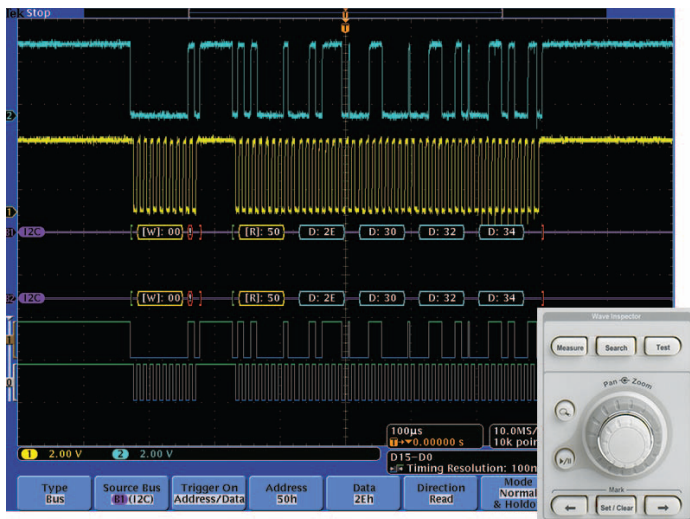 Tek Stop
2
1
B1 I2C [W]: 00 ! [R]: 50 D: 2E D: 30 D: 32 D: 34
B2 I2C [W]: 00 ! [R]: 50 D: 2E D: 30 D: 32 D: 34
1
0
100µs
0.00000 s
10.0MS/
10k poin
1 2.00 V 2 2.00 V
D15-D0
Timing Resolution: 100n
Type
Bus
Source Bus
B1 (I2C)
Trigger On
Address/Data
Address
50h
Data
2Eh
Direction
Read
Mode
Normal
& Holdo
Wave Inspector
Measure Search Test
Pan Zoom
Mark
Set / Clear